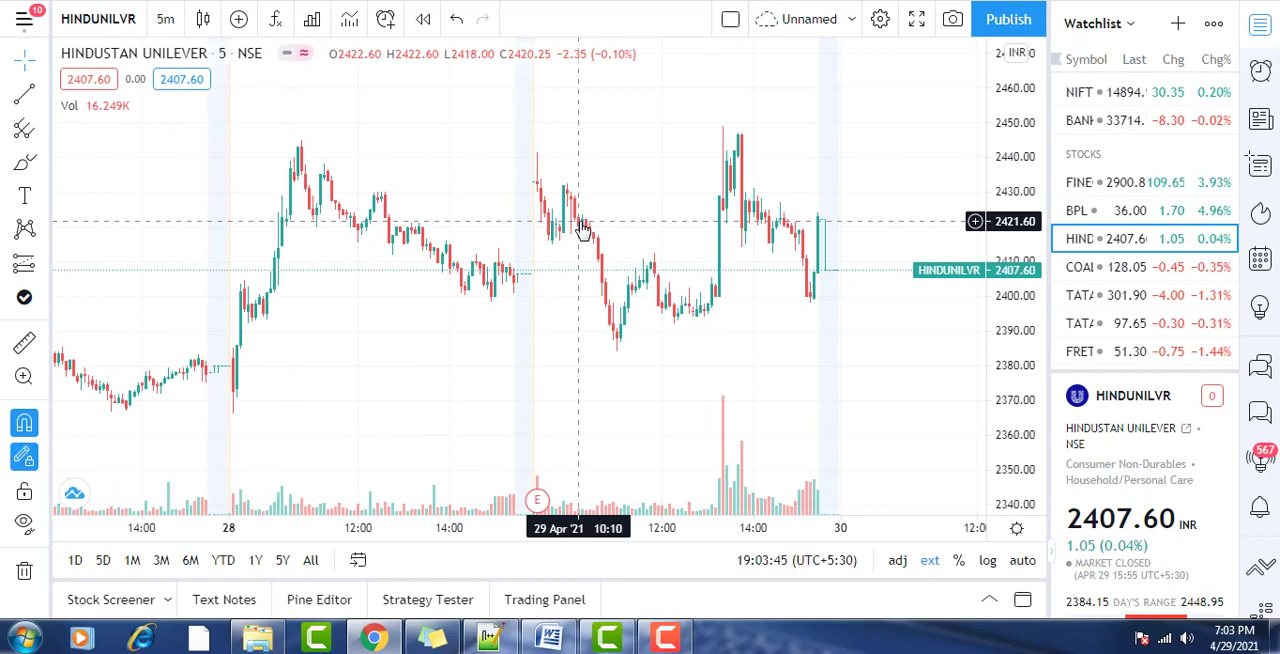 10
HINDUNILVR 5m Unnamed Publish
HINDUSTAN UNILEVER · 5 · NSE O2422.60 H2422.60 L2418.00 C2420.25 -2.35 (-0.10%)
2407.60 0.00 2407.60
Vol 16.249K
INR
2460.00
2450.00
2440.00
2430.00
2421.60
2410.00
HINDUNILVR 2407.60
2400.00
2390.00
2380.00
2370.00
2360.00
2350.00
2340.00
E
14:00 28 12:00 14:00 29 Apr '21 10:10 12:00 14:00 30 12:0
1D 5D 1M 3M 6M YTD 1Y 5Y All 19:03:45 (UTC+5:30) adj ext % log auto
Stock Screener Text Notes Pine Editor Strategy Tester Trading Panel
Watchlist
Symbol Last Chg Chg%
NIFT 14894. 30.35 0.20%
BANK 33714. -8.30 -0.02%
STOCKS
FINE 2900.8 109.65 3.93%
BPL 36.00 1.70 4.96%
HIND 2407.6 1.05 0.04%
COAL 128.05 -0.45 -0.35%
TATA 301.90 -4.00 -1.31%
TATA 97.65 -0.30 -0.31%
FRET 51.30 -0.75 -1.44%
HINDUNILVR 0
HINDUSTAN UNILEVER
NSE
Consumer Non-Durables •
Household/Personal Care
2407.60 INR
1.05 (0.04%)
MARKET CLOSED
(APR 29 15:55 UTC+5:30)
2384.15 DAY'S RANGE 2448.95
567
7:03 PM
4/29/2021